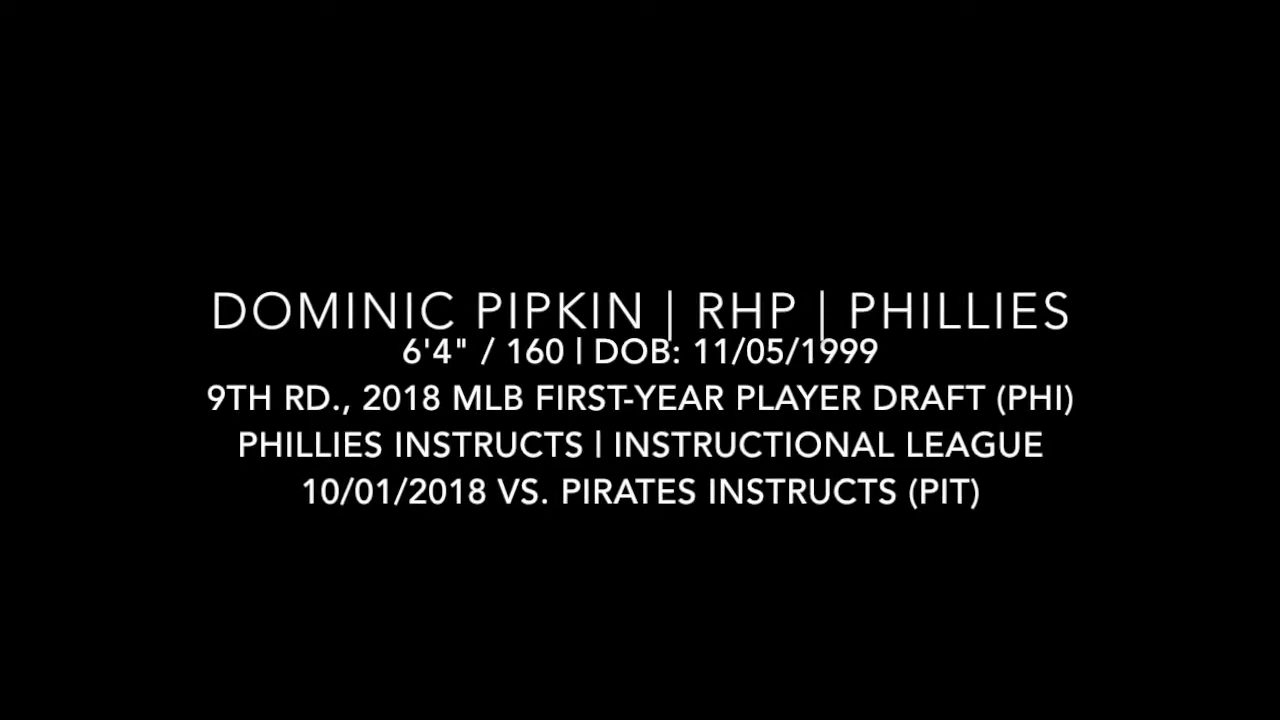 DOMINIC PIPKIN | RHP | PHILLIES
6'4" / 160 | DOB: 11/05/1999
9TH RD., 2018 MLB FIRST-YEAR PLAYER DRAFT (PHI)
PHILLIES INSTRUCTS | INSTRUCTIONAL LEAGUE
10/01/2018 VS. PIRATES INSTRUCTS (PIT)